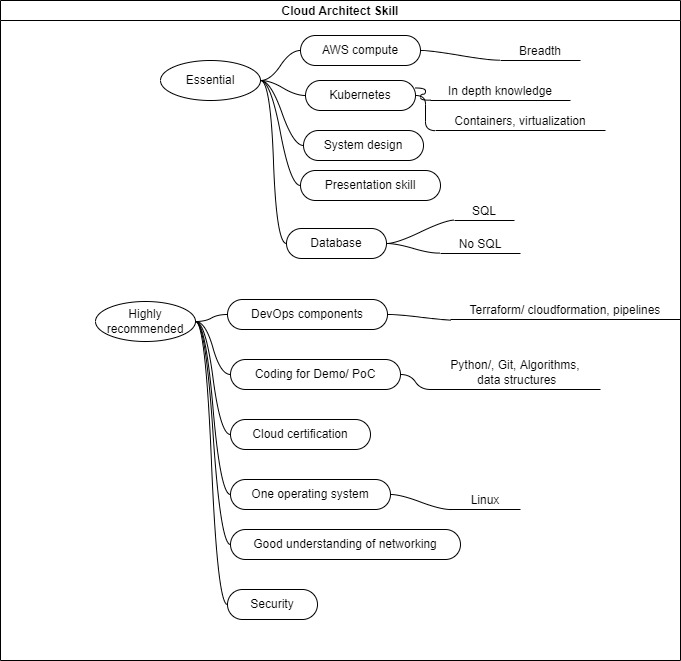 Cloud Architect Skill
Essential
AWS compute
Breadth
Kubernetes
In depth knowledge
Containers, virtualization
System design
Presentation skill
Database
SQL
No SQL
Highly
recommended
DevOps components
Terraform/ cloudformation, pipelines
Coding for Demo/ PoC
Python/, Git, Algorithms,
data structures
Cloud certification
One operating system
Linux
Good understanding of networking
Security